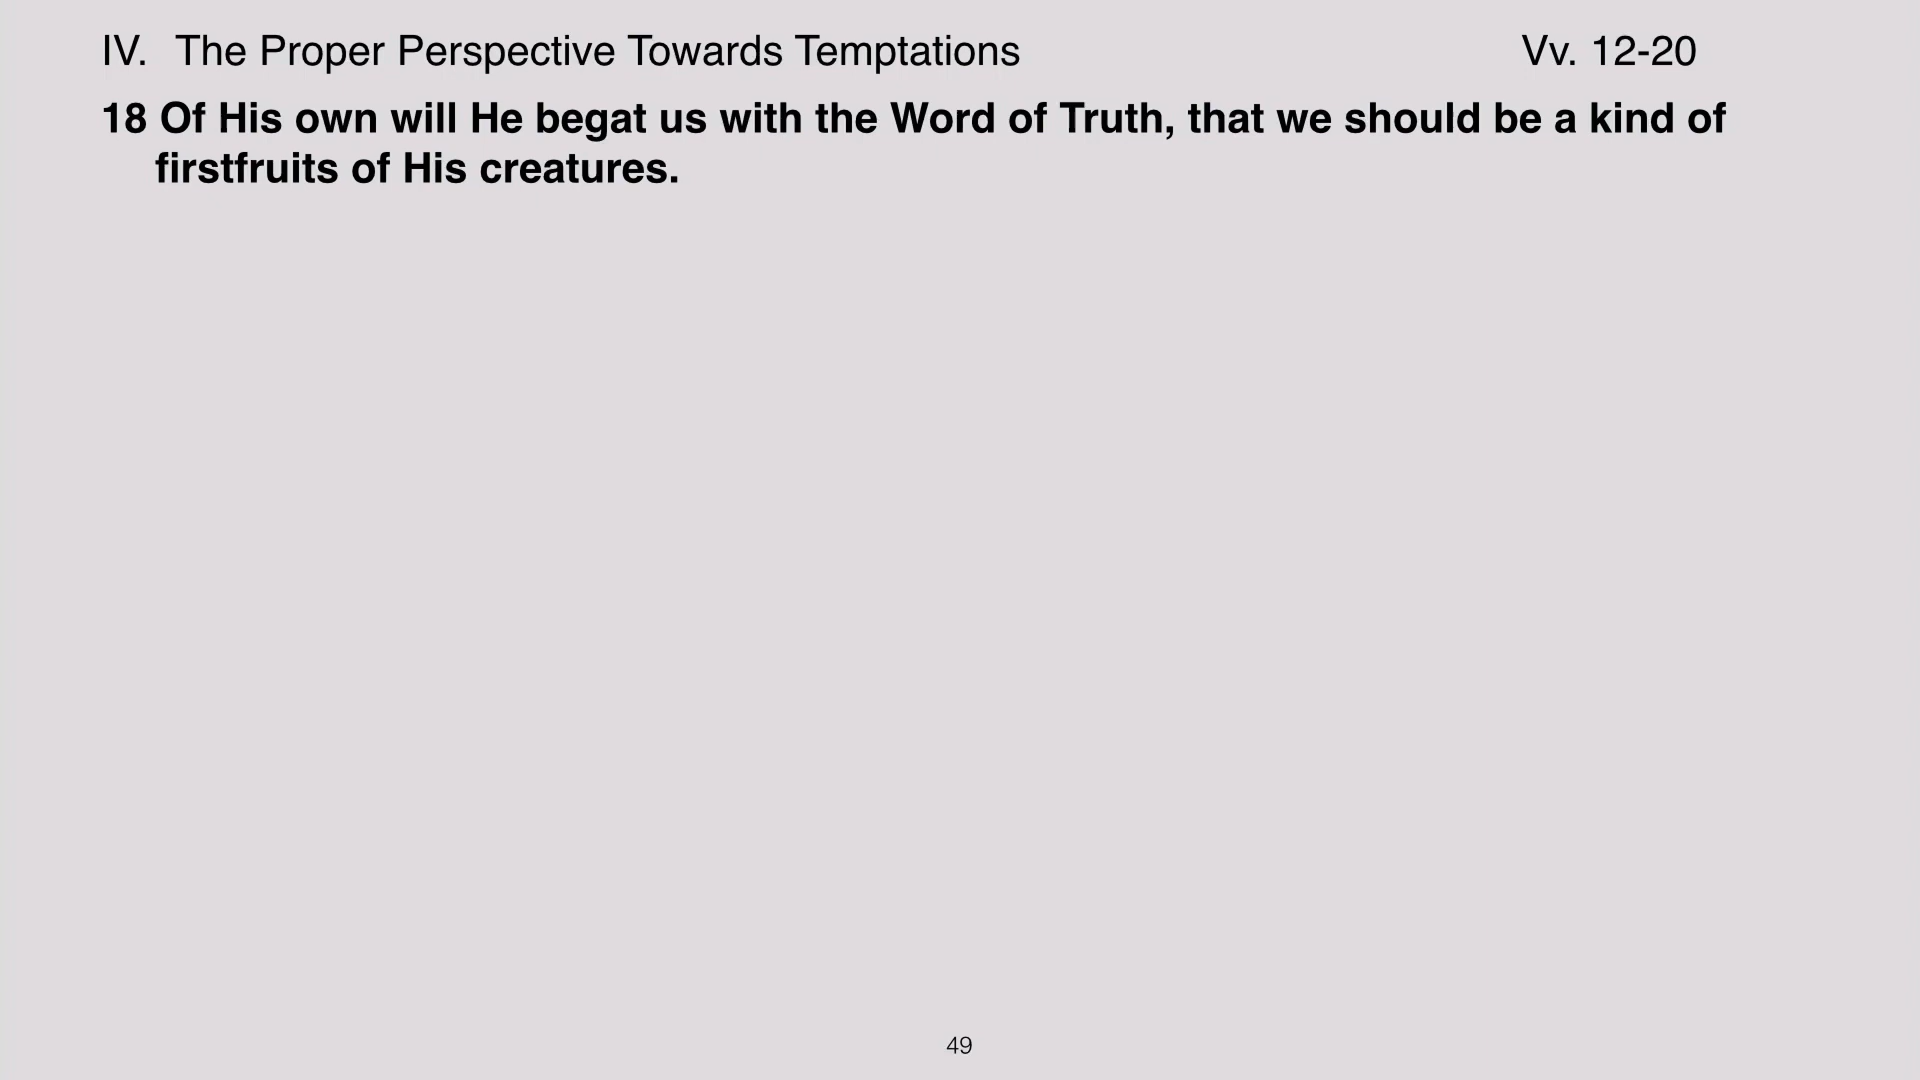 IV. The Proper Perspective Towards Temptations Vv. 12-20
18 Of His own will He begat us with the Word of Truth, that we should be a kind of
firstfruits of His creatures.
49